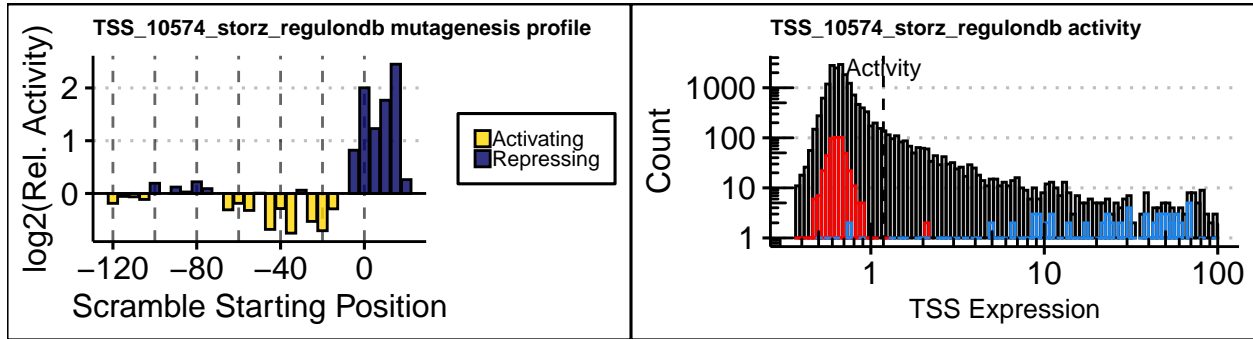 TSS_10574_storz_regulondb mutagenesis profile
log2(Rel. Activity)
2
1
0
−120
−80
−40
0
Scramble Starting Position
Activating
Repressing
TSS_10574_storz_regulondb activity
Activity
Count
1000
100
10
1
1
10
100
TSS Expression